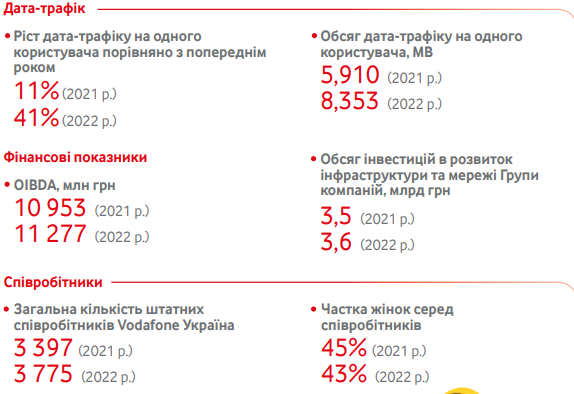 Дата-трафік
• Ріст дата-трафіку на одного
користувача порівняно з попереднім
роком
11% (2021 р.)
41% (2022 р.)
• Обсяг дата-трафіку на одного
користувача, МВ
5,910 (2021 р.)
8,353 (2022 р.)
Фінансові показники
• OIBDA, млн грн
10 953 (2021 р.)
11 277 (2022 р.)
• Обсяг інвестицій в розвиток
інфраструктури та мережі Групи
компаній, млрд грн
3,5 (2021 р.)
3,6 (2022 р.)
Співробітники
• Загальна кількість штатних
співробітників Vodafone Україна
3 397 (2021 р.)
3 775 (2022 р.)
• Частка жінок серед
співробітників
45% (2021 р.)
43% (2022 р.)